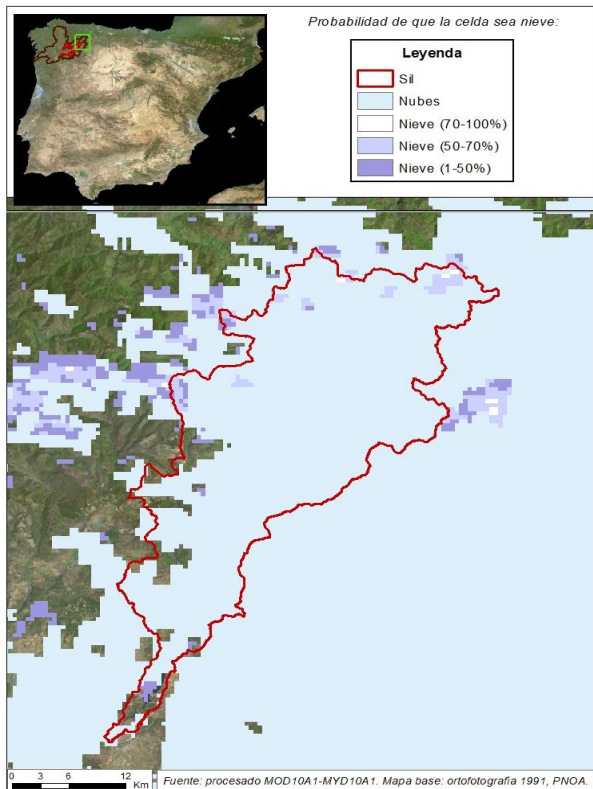 Probabilidad de que la celda sea nieve:
Leyenda
Sil
Nubes
Nieve (70-100%)
Nieve (50-70%)
Nieve (1-50%)
0 3 6 12
Km
Fuente: procesado MOD10A1-MYD10A1. Mapa base: ortofotografia 1991, PNOA.